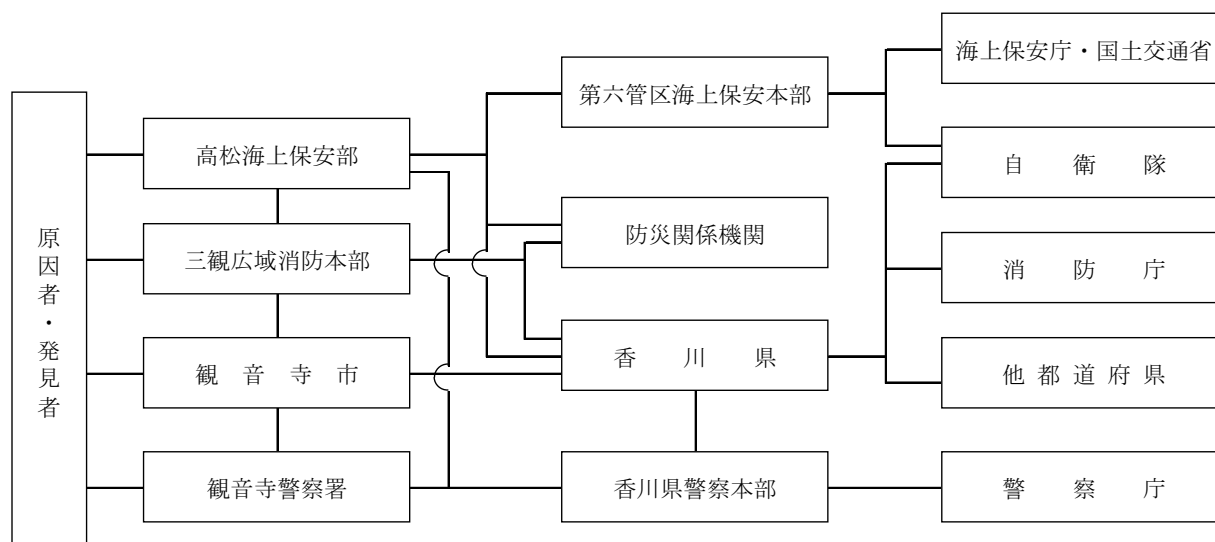 原因者・発見者
高松海上保安部
三観広域消防本部
観音寺市
観音寺警察署
第六管区海上保安本部
防災関係機関
香川県
香川県警察本部
海上保安庁・国土交通省
自衛隊
消防庁
他都道府県
警察庁